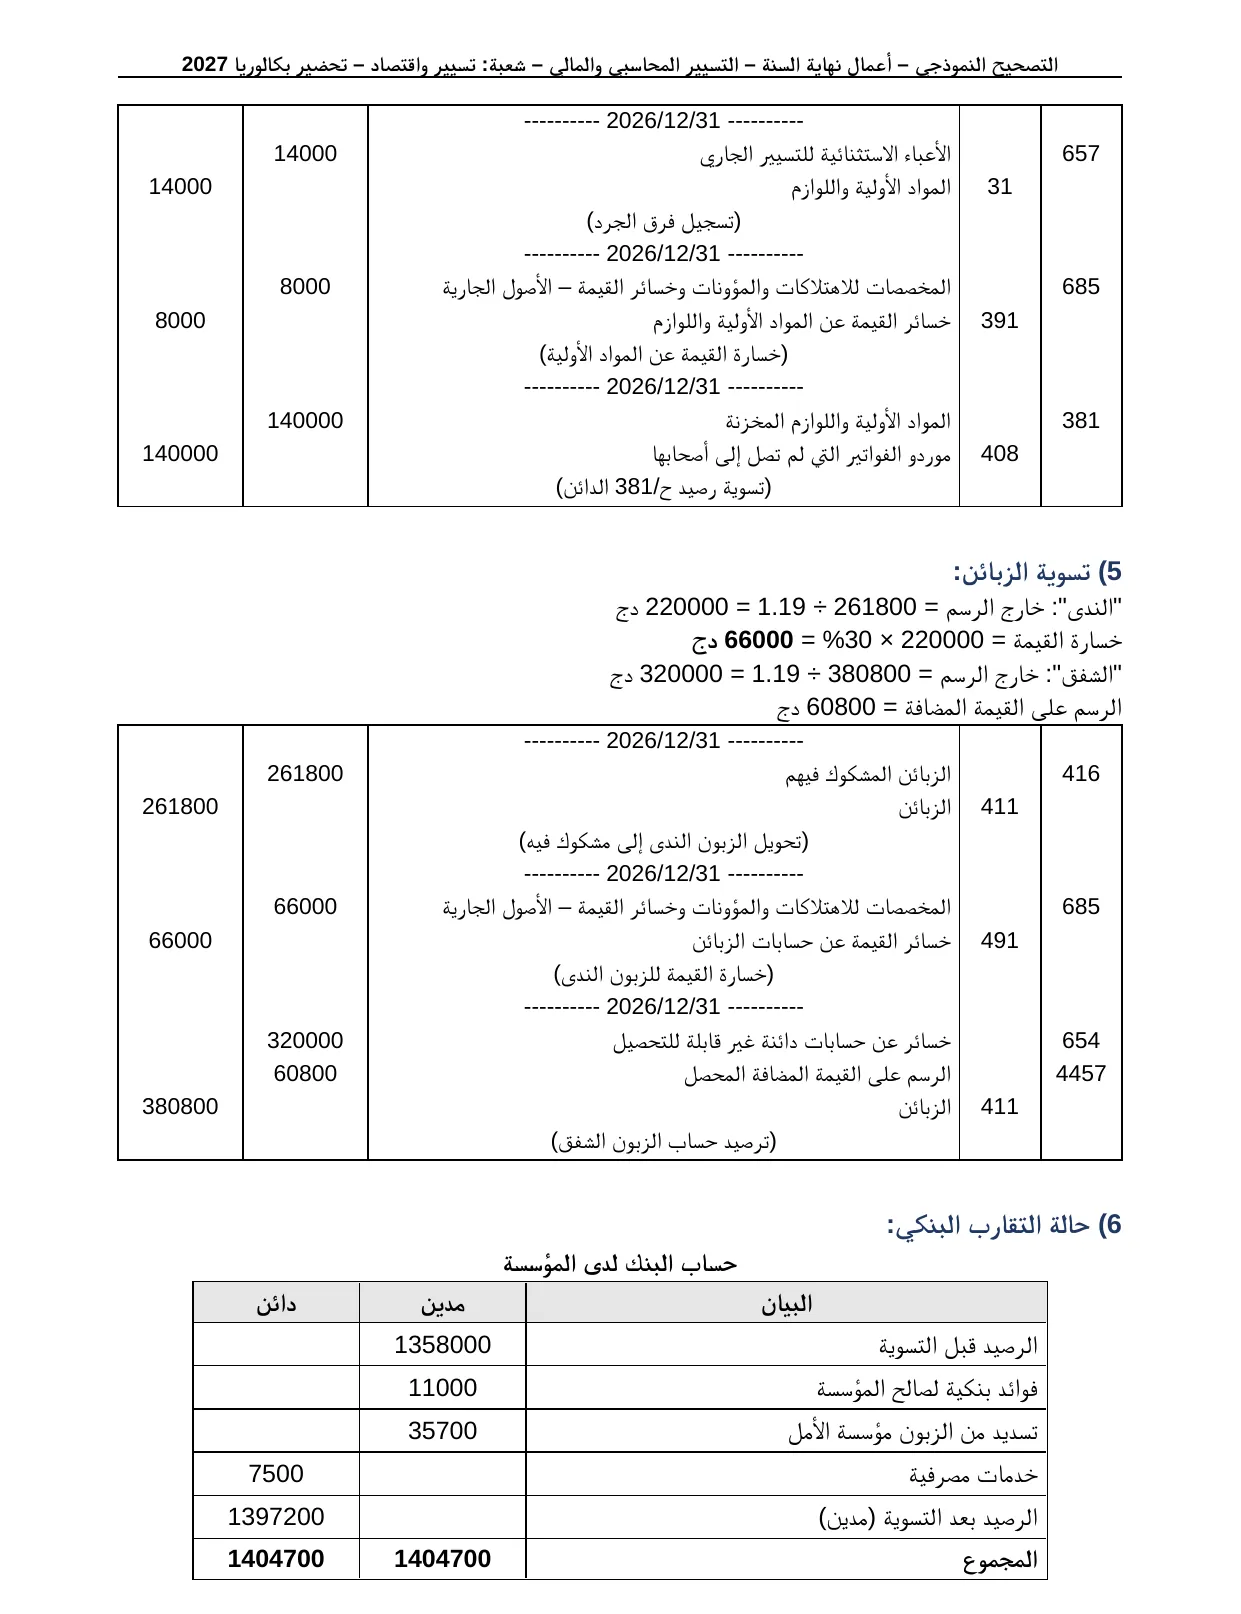 التصحيح النموذجي – أعمال نهاية السنة – التسيير المحاسبي والمالي – شعبة: تسيير واقتصاد – تحضير بكالوريا 2027
---------- 2026/12/31 ----------
657 الأعباء الاستثنائية للتسيير الجاري 14000
31 المواد الأولية واللوازم 14000
(تسجيل فرق الجرد)
---------- 2026/12/31 ----------
685 المخصصات للاهتلاكات والمؤونات وخسائر القيمة – الأصول الجارية 8000
391 خسائر القيمة عن المواد الأولية واللوازم 8000
(خسارة القيمة عن المواد الأولية)
---------- 2026/12/31 ----------
381 المواد الأولية واللوازم المخزنة 140000
408 موردو الفواتير التي لم تصل إلى أصحابها 140000
(تسوية رصيد ح/381 الدائن)
5) تسوية الزبائن:
"الندى": خارج الرسم = 261800 ÷ 1.19 = 220000 دج
خسارة القيمة = 220000 × 30% = 66000 دج
"الشفق": خارج الرسم = 380800 ÷ 1.19 = 320000 دج
الرسم على القيمة المضافة = 60800 دج
---------- 2026/12/31 ----------
416 الزبائن المشكوك فيهم 261800
411 الزبائن 261800
(تحويل الزبون الندى إلى مشكوك فيه)
---------- 2026/12/31 ----------
685 المخصصات للاهتلاكات والمؤونات وخسائر القيمة – الأصول الجارية 66000
491 خسائر القيمة عن حسابات الزبائن 66000
(خسارة القيمة للزبون الندى)
---------- 2026/12/31 ----------
654 خسائر عن حسابات دائنة غير قابلة للتحصيل 320000
4457 الرسم على القيمة المضافة المحصل 60800
411 الزبائن 380800
(ترصيد حساب الزبون الشفق)
6) حالة التقارب البنكي:
حساب البنك لدى المؤسسة
البيان مدين دائن
الرصيد قبل التسوية 1358000
فوائد بنكية لصالح المؤسسة 11000
تسديد من الزبون مؤسسة الأمل 35700
خدمات مصرفية 7500
الرصيد بعد التسوية (مدين) 1397200
المجموع 1404700 1404700